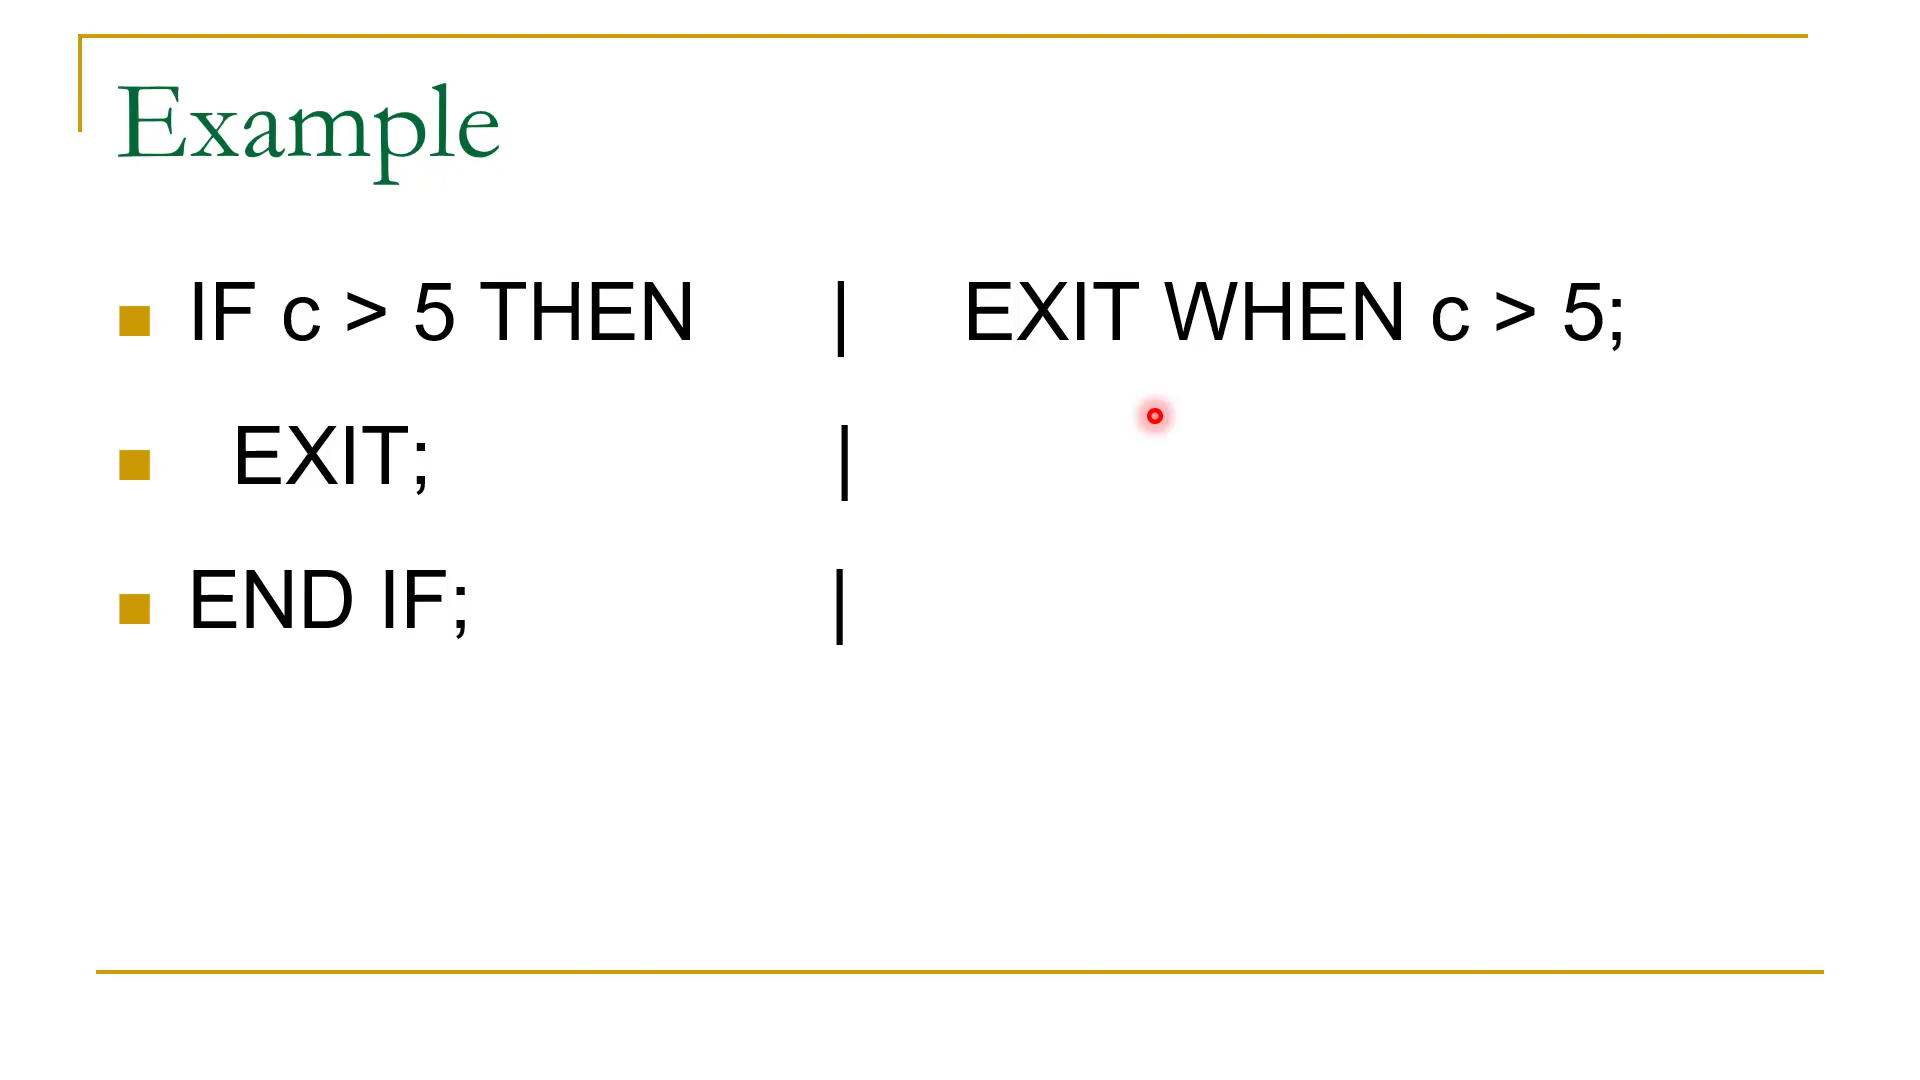 Example
IF c > 5 THEN | EXIT WHEN c > 5;
EXIT; |
END IF; |